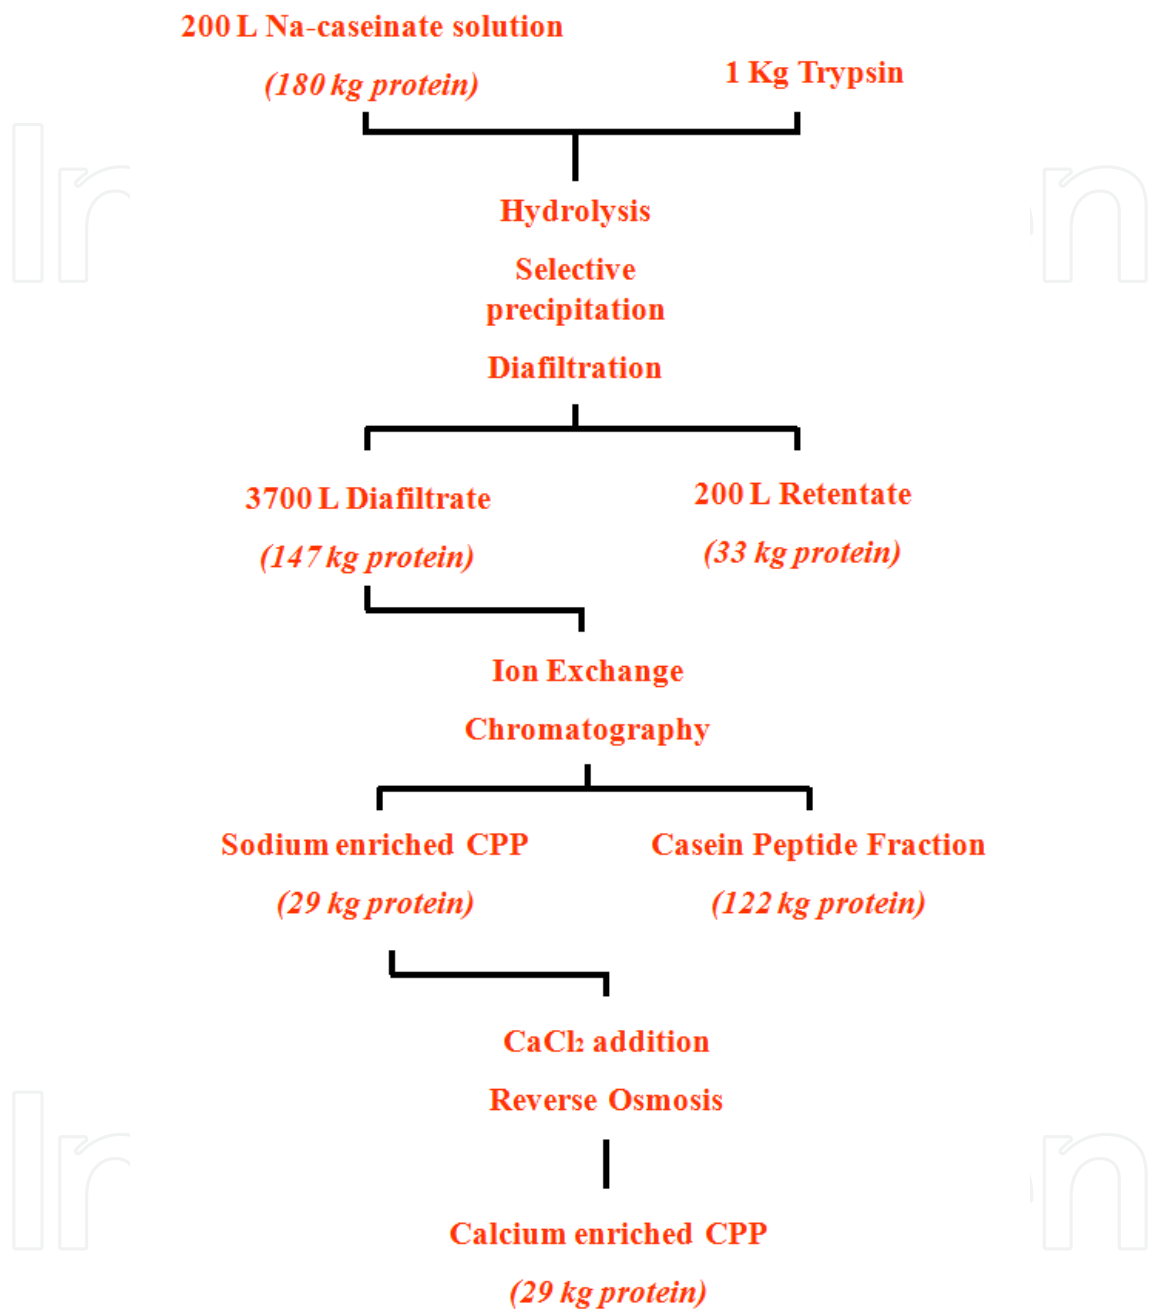 200 L Na-caseinate solution
(180 kg protein)
1 Kg Trypsin
Hydrolysis
Selective
precipitation
Diafiltration
3700 L Diafiltrate
(147 kg protein)
200 L Retentate
(33 kg protein)
Ion Exchange
Chromatography
Sodium enriched CPP
(29 kg protein)
Casein Peptide Fraction
(122 kg protein)
CaCl₂ addition
Reverse Osmosis
Calcium enriched CPP
(29 kg protein)